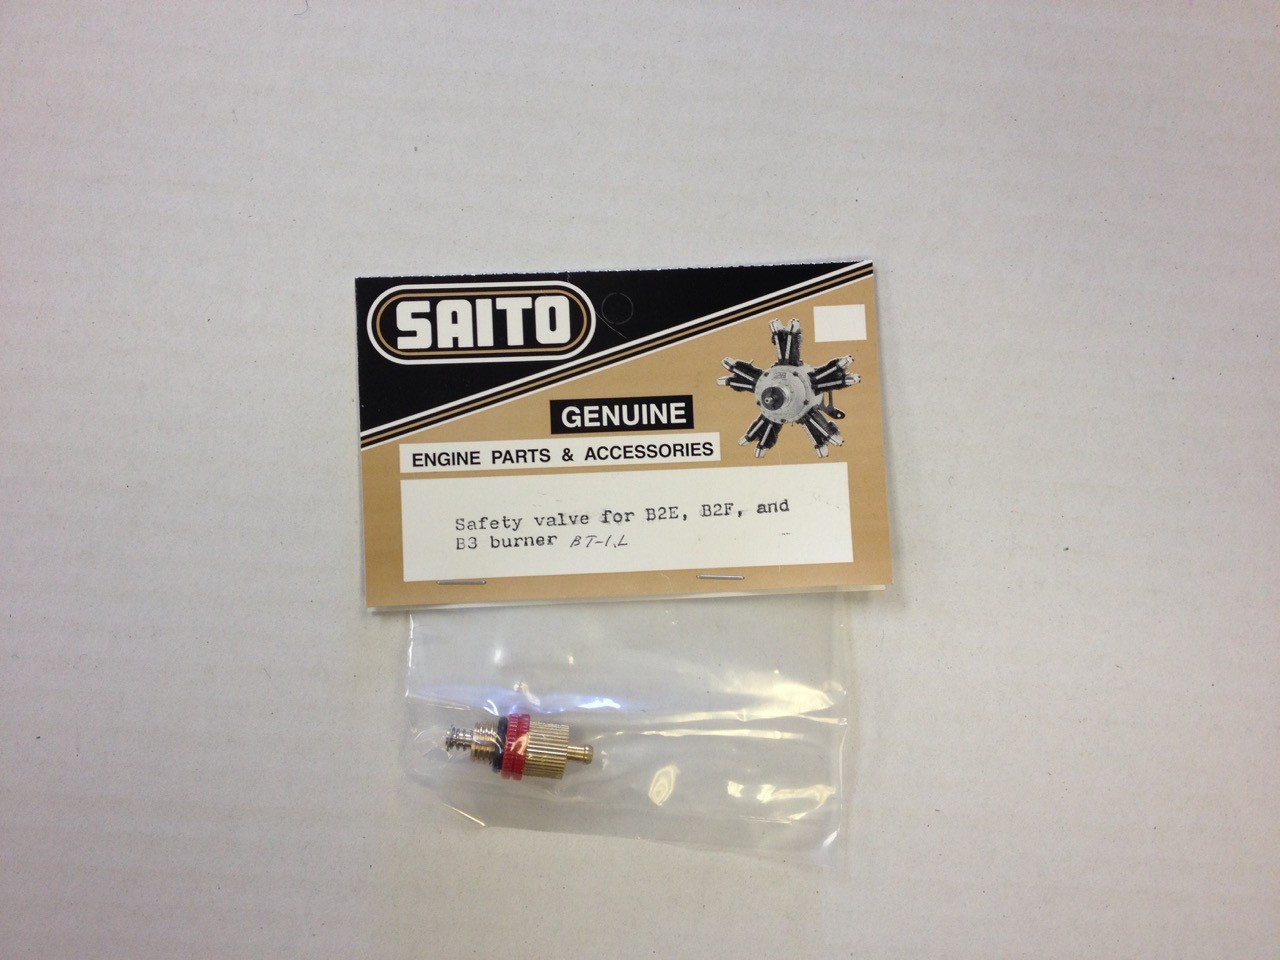 SAITO
GENUINE
ENGINE PARTS & ACCESSORIES
Safety valve for B2E, B2F, and
B3 burner BT-1,L